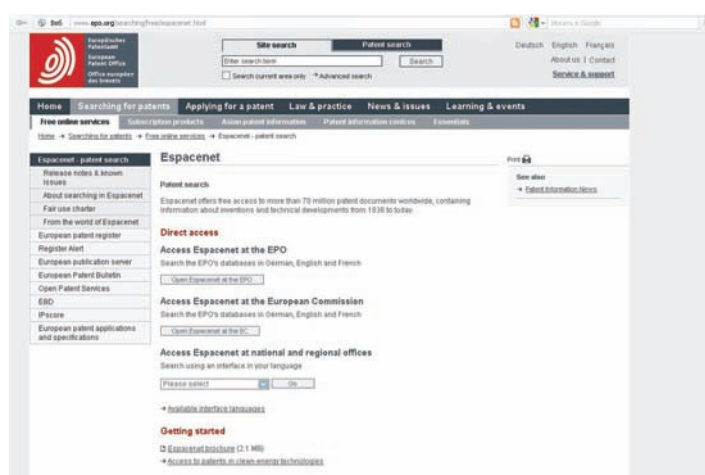 Веб www.epo.org/searching/free/espacenet.html
Искать в Google
Europäisches
Patentamt
European
Patent Office
Office européen
des brevets
Site search Patent search
Enter search term Search
Search current area only Advanced search
Deutsch English Français
About us | Contact
Service & support
Home Searching for patents Applying for a patent Law & practice News & issues Learning & events
Free online services Subscription products Asian patent information Patent information centres Essentials
Home → Searching for patents → Free online services → Espacenet - patent search
Espacenet - patent search
Release notes & known
issues
About searching in Espacenet
Fair use charter
From the world of Espacenet
European patent register
Register Alert
European publication server
European Patent Bulletin
Open Patent Services
EBD
IPscore
European patent applications
and specifications
Espacenet
Patent search
Espacenet offers free access to more than 70 million patent documents worldwide, containing
information about inventions and technical developments from 1836 to today.
Direct access
Access Espacenet at the EPO
Search the EPO's databases in German, English and French
Open Espacenet at the EPO
Access Espacenet at the European Commission
Search the EPO's databases in German, English and French
Open Espacenet at the EC
Access Espacenet at national and regional offices
Search using an interface in your language
Please select Go
→ Available interface languages
Getting started
Espacenet brochure (2.1 MB)
→ Access to patents in clean energy technologies
Print
See also
→ Patent Information News